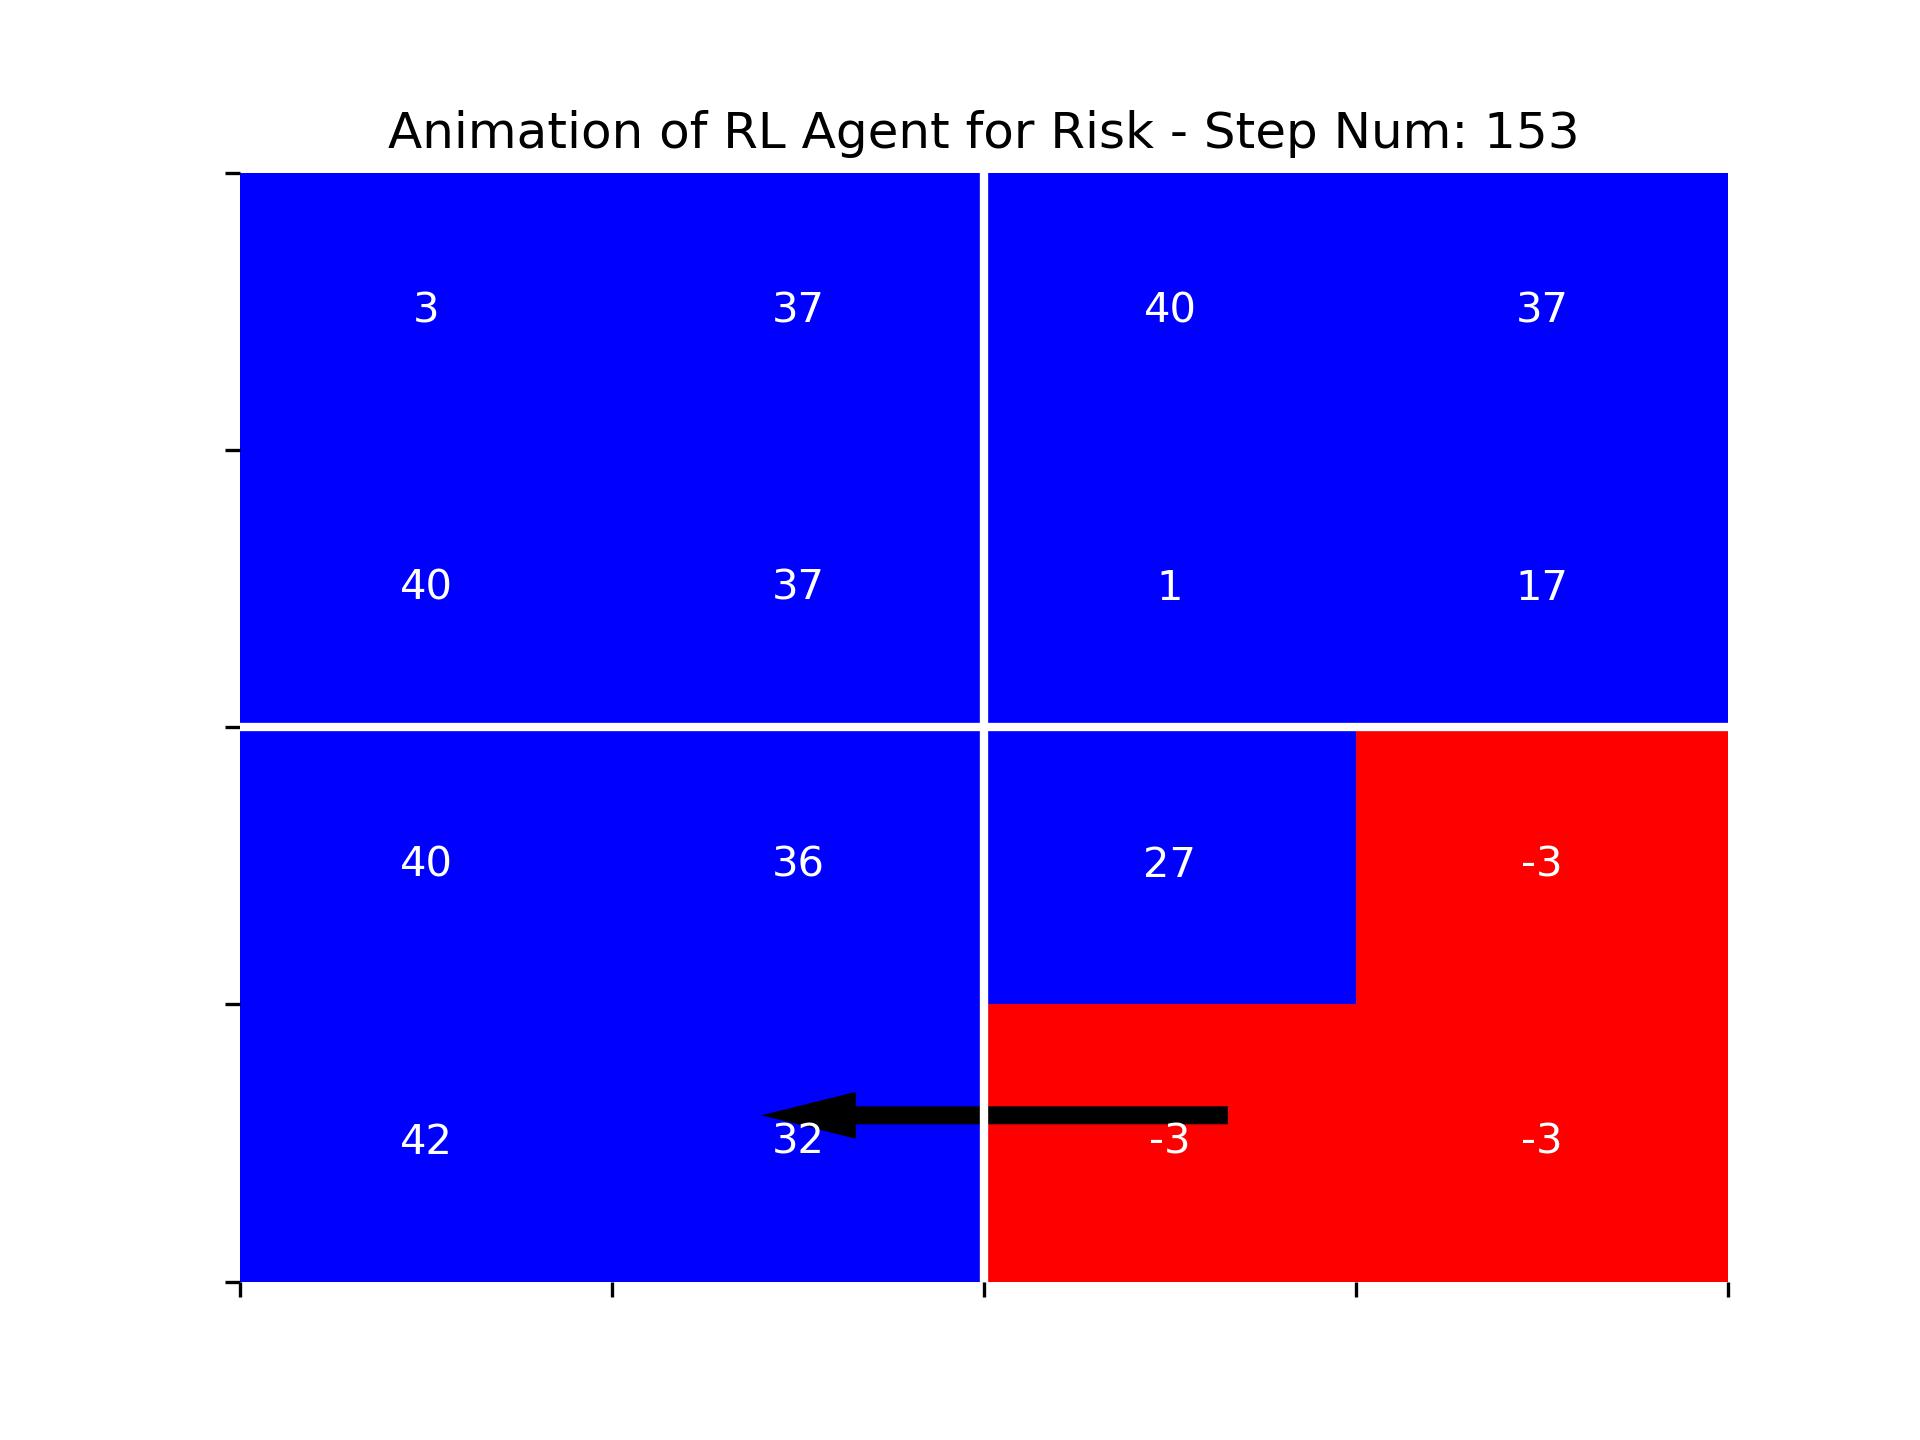 Animation of RL Agent for Risk - Step Num: 153
3 37 40 37
40 37 1 17
40 36 27 -3
42 32 -3 -3